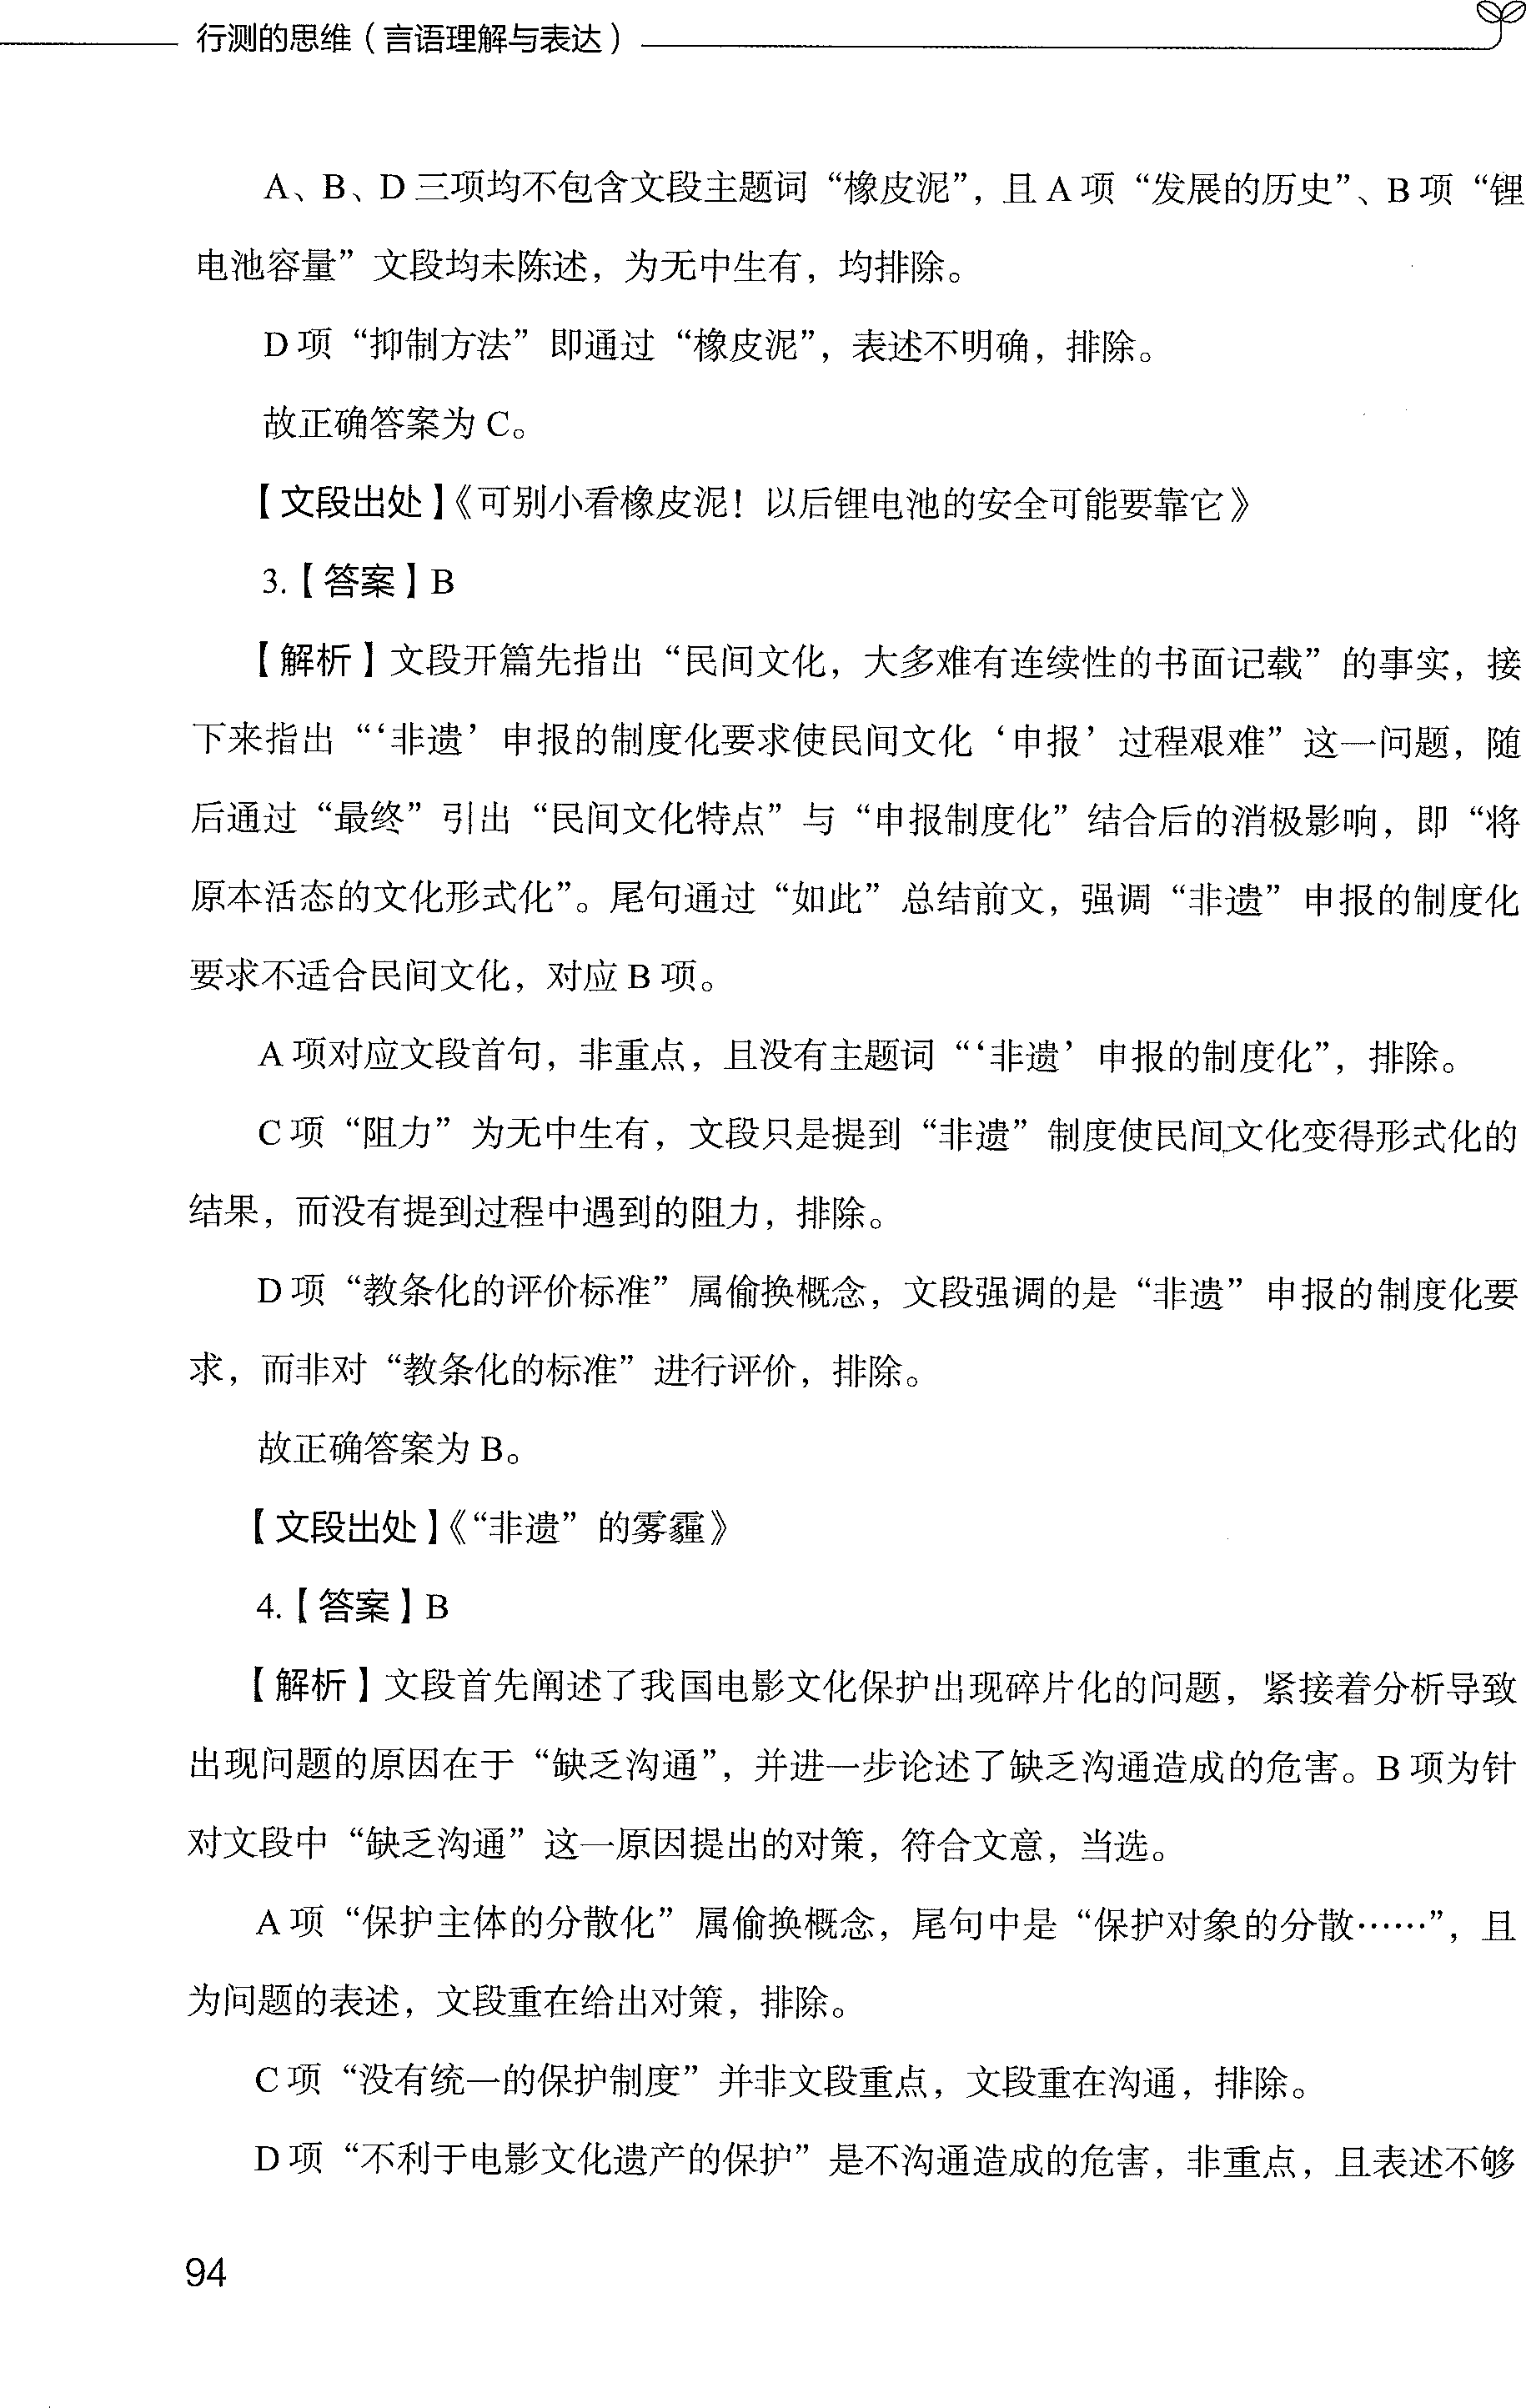 行测的思维（言语理解与表达）
A、B、D三项均不包含文段主题词“橡皮泥”，且A项“发展的历史”、B项“锂
电池容量”文段均未陈述，为无中生有，均排除。
D项“抑制方法”即通过“橡皮泥”，表述不明确，排除。
故正确答案为C。
【文段出处】《可别小看橡皮泥！以后锂电池的安全可能要靠它》
3.【答案】B
【解析】文段开篇先指出“民间文化，大多难有连续性的书面记载”的事实，接
下来指出“‘非遗’申报的制度化要求使民间文化‘申报’过程艰难”这一问题，随
后通过“最终”引出“民间文化特点”与“申报制度化”结合后的消极影响，即“将
原本活态的文化形式化”。尾句通过“如此”总结前文，强调“非遗”申报的制度化
要求不适合民间文化，对应B项。
A项对应文段首句，非重点，且没有主题词“‘非遗’申报的制度化”，排除。
C项“阻力”为无中生有，文段只是提到“非遗”制度使民间文化变得形式化的
结果，而没有提到过程中遇到的阻力，排除。
D项“教条化的评价标准”属偷换概念，文段强调的是“非遗”申报的制度化要
求，而非对“教条化的标准”进行评价，排除。
故正确答案为B。
【文段出处】《“非遗”的雾霾》
4.【答案】B
【解析】文段首先阐述了我国电影文化保护出现碎片化的问题，紧接着分析导致
出现问题的原因在于“缺乏沟通”，并进一步论述了缺乏沟通造成的危害。B项为针
对文段中“缺乏沟通”这一原因提出的对策，符合文意，当选。
A项“保护主体的分散化”属偷换概念，尾句中是“保护对象的分散……”，且
为问题的表述，文段重在给出对策，排除。
C项“没有统一的保护制度”并非文段重点，文段重在沟通，排除。
D项“不利于电影文化遗产的保护”是不沟通造成的危害，非重点，且表述不够
94